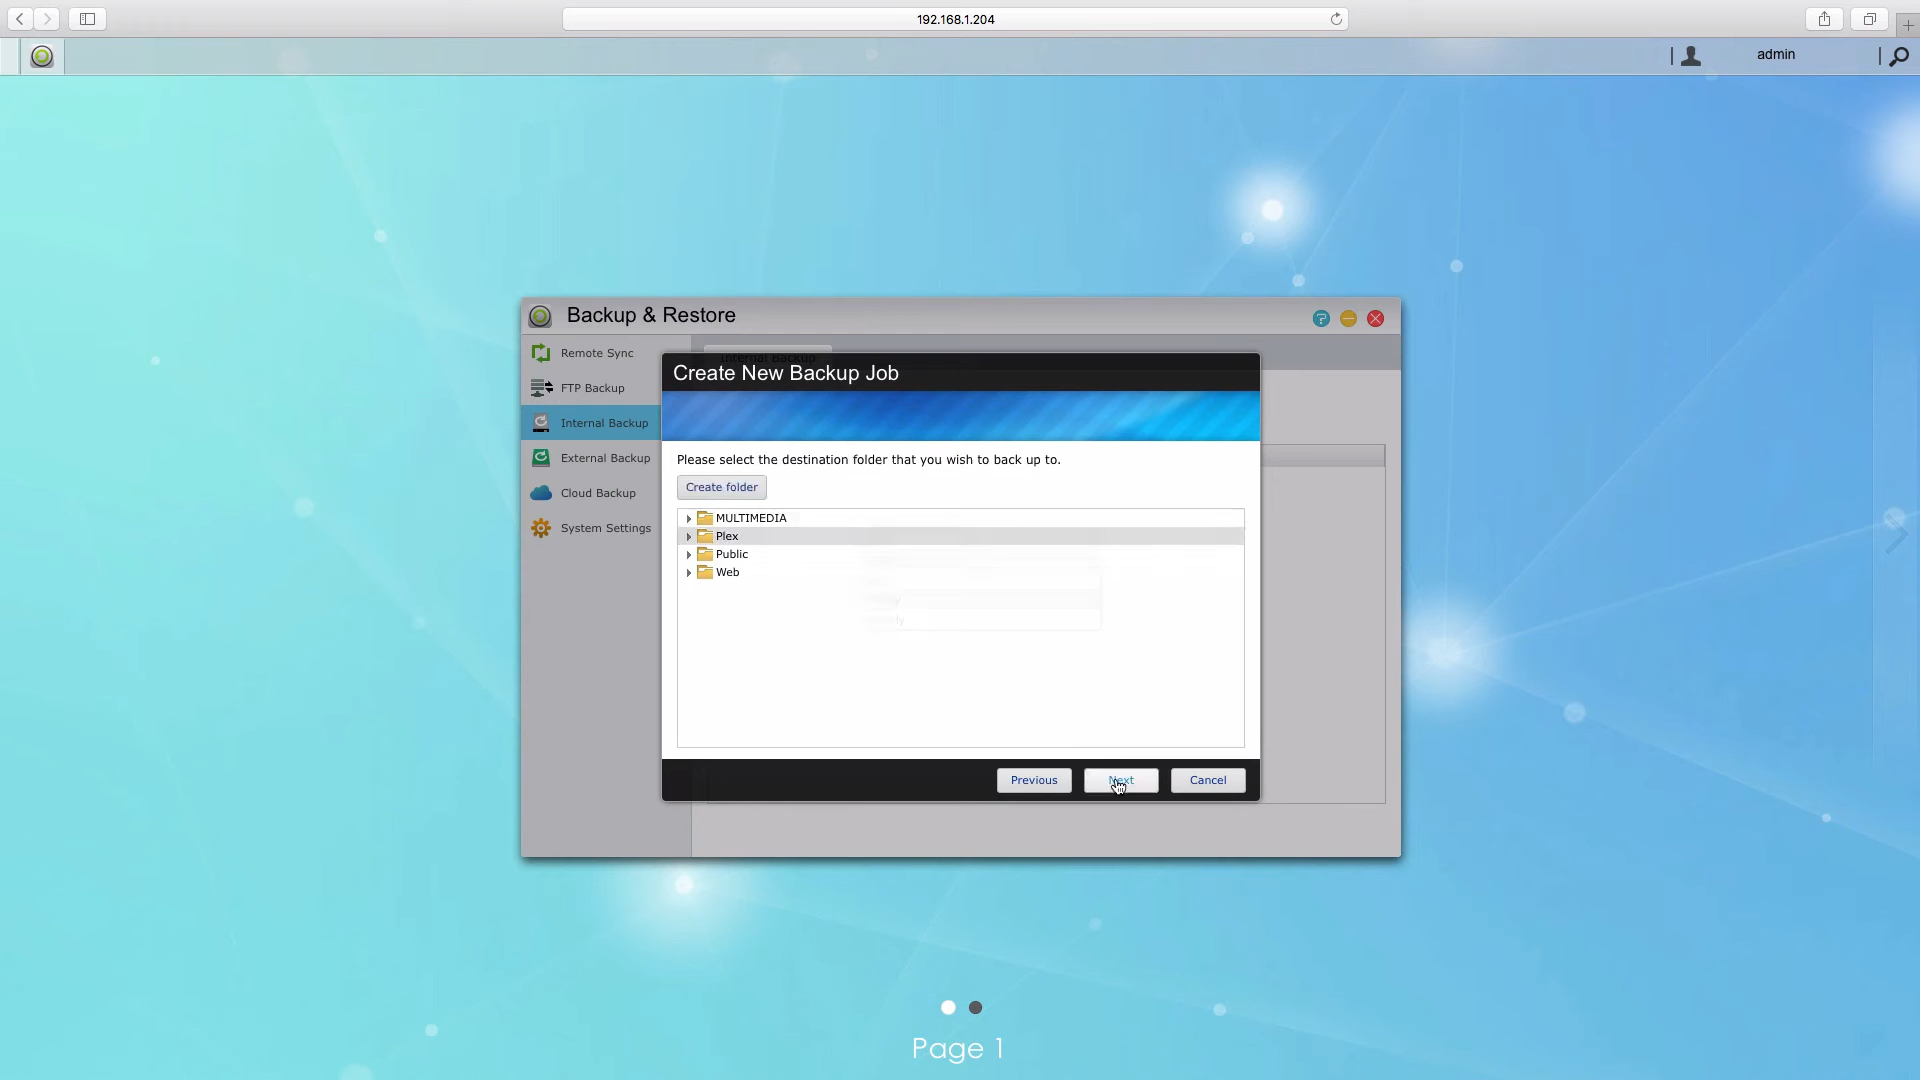 192.168.1.204
admin
Backup & Restore
Remote Sync
FTP Backup
Internal Backup
External Backup
Cloud Backup
System Settings
Internal Backup
Create New Backup Job
Please select the destination folder that you wish to back up to.
Create folder
MULTIMEDIA
Plex
Public
Web
Previous
Next
Cancel
Page 1